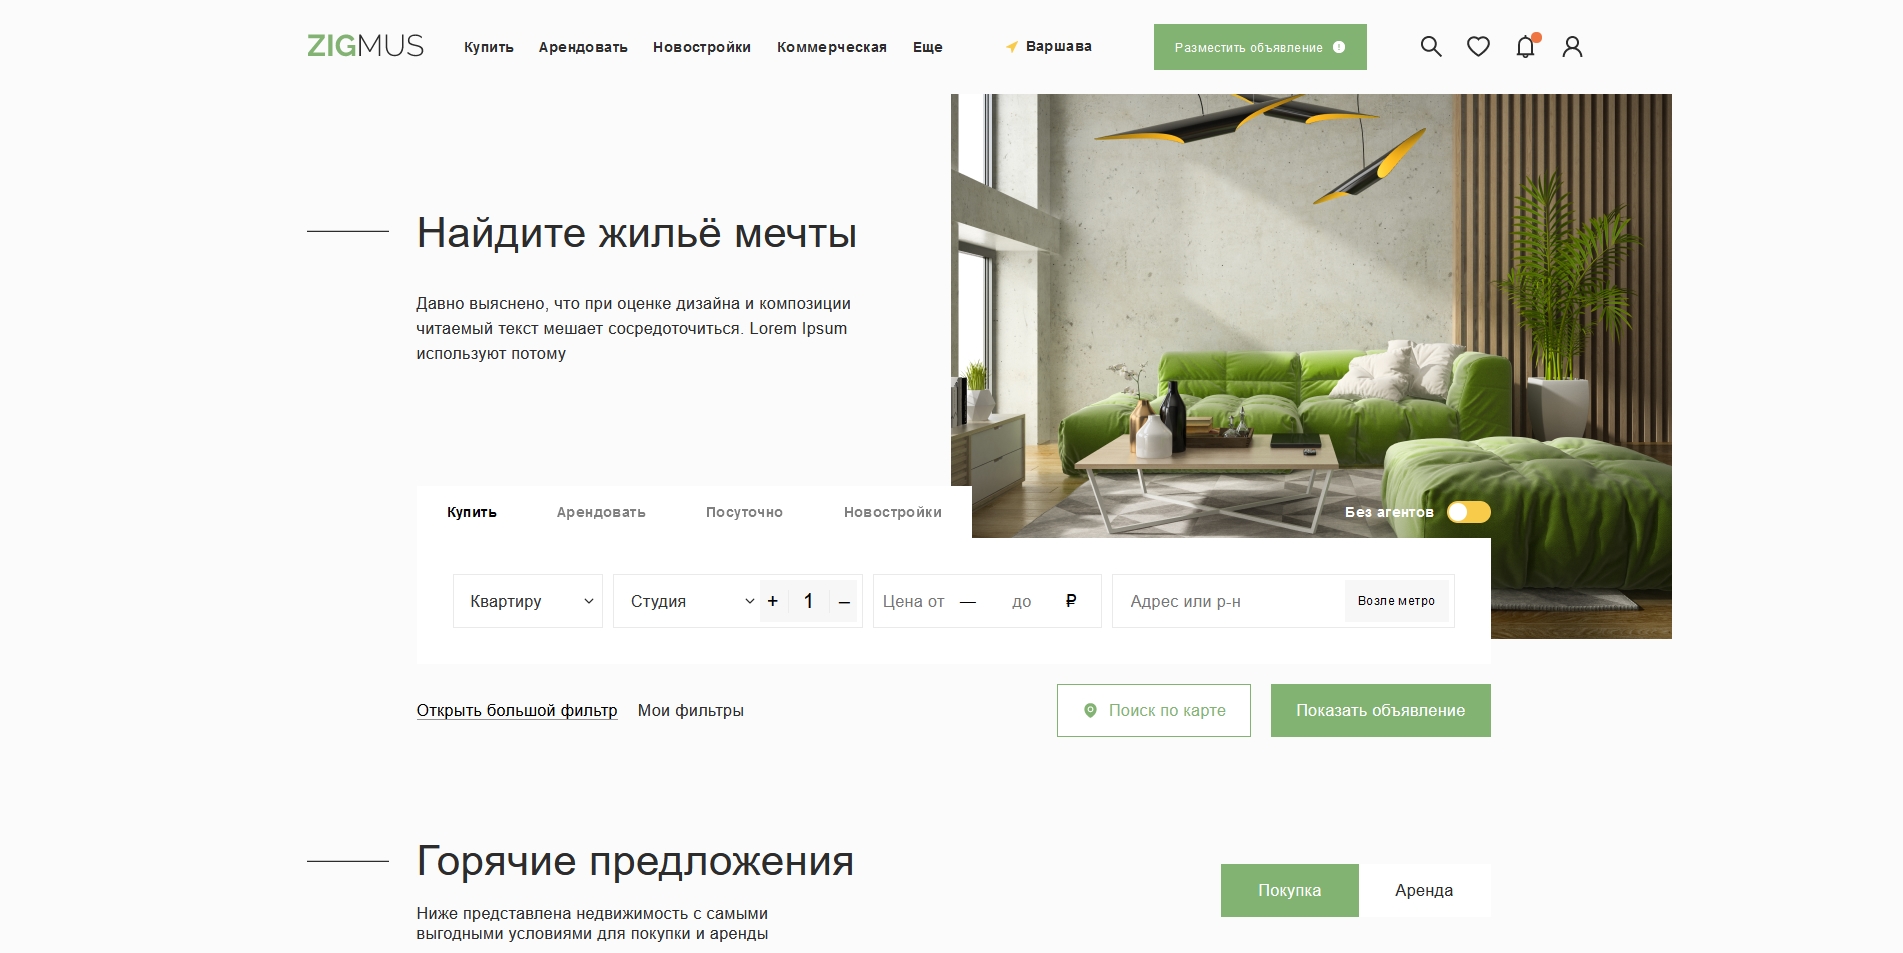 ZIGMUS
Купить Арендовать Новостройки Коммерческая Еще Варшава Разместить объявление
Найдите жильё мечты
Давно выяснено, что при оценке дизайна и композиции
читаемый текст мешает сосредоточиться. Lorem Ipsum
используют потому
Купить Арендовать Посуточно Новостройки Без агентов
Квартиру Студия + 1 – Цена от — до ₽ Адрес или р-н Возле метро
Открыть большой фильтр Мои фильтры Поиск по карте Показать объявление
Горячие предложения
Покупка Аренда
Ниже представлена недвижимость с самыми
выгодными условиями для покупки и аренды